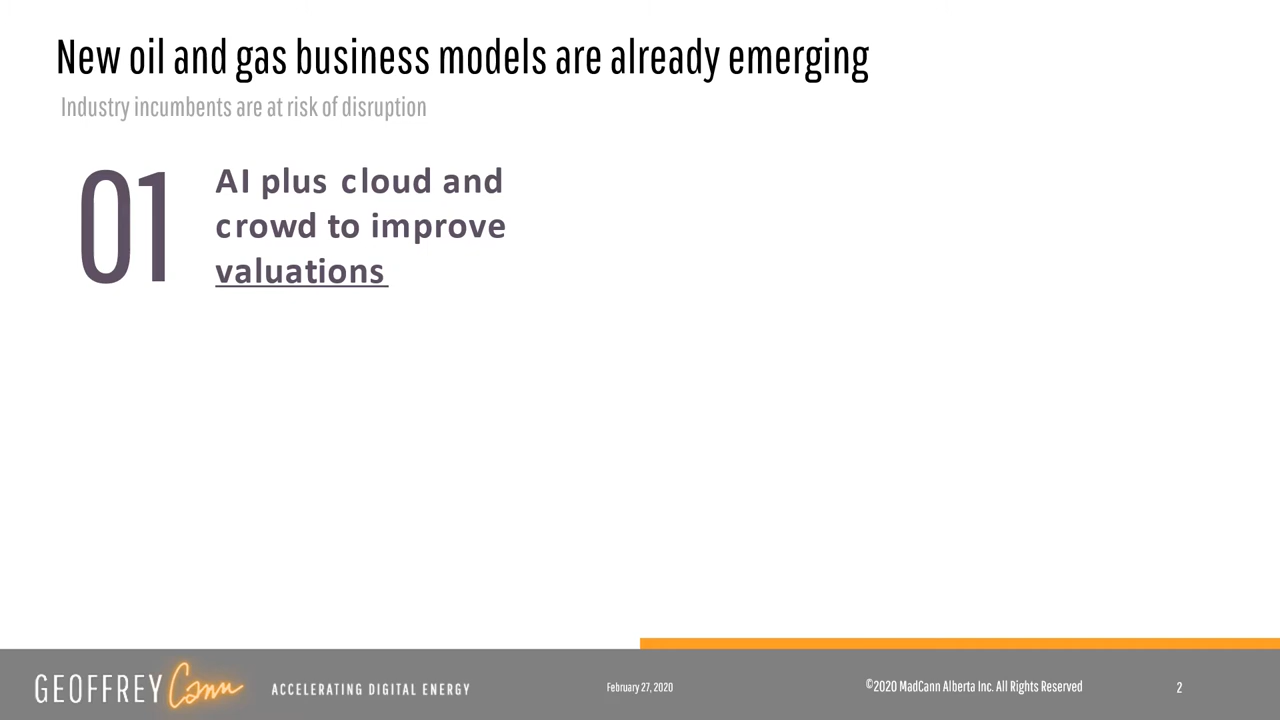 New oil and gas business models are already emerging
Industry incumbents are at risk of disruption
01
AI plus cloud and
crowd to improve
valuations
GEOFFREY Cann
ACCELERATING DIGITAL ENERGY
February 27, 2020
©2020 MadCann Alberta Inc. All Rights Reserved
2